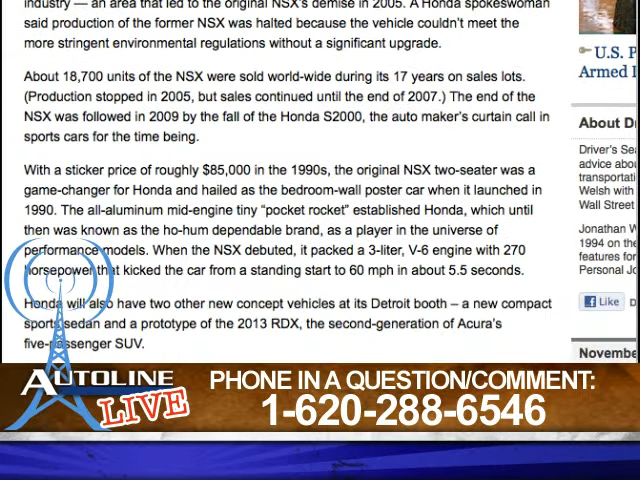 industry — an area that led to the original NSX's demise in 2005. A Honda spokeswoman
said production of the former NSX was halted because the vehicle couldn't meet the
more stringent environmental regulations without a significant upgrade.
About 18,700 units of the NSX were sold world-wide during its 17 years on sales lots.
(Production stopped in 2005, but sales continued until the end of 2007.) The end of the
NSX was followed in 2009 by the fall of the Honda S2000, the auto maker's curtain call in
sports cars for the time being.
With a sticker price of roughly $85,000 in the 1990s, the original NSX two-seater was a
game-changer for Honda and hailed as the bedroom-wall poster car when it launched in
1990. The all-aluminum mid-engine tiny "pocket rocket" established Honda, which until
then was known as the ho-hum dependable brand, as a player in the universe of
performance models. When the NSX debuted, it packed a 3-liter, V-6 engine with 270
horsepower that kicked the car from a standing start to 60 mph in about 5.5 seconds.
Honda will also have two other new concept vehicles at its Detroit booth – a new compact
sports sedan and a prototype of the 2013 RDX, the second-generation of Acura's
five-passenger SUV.
U.S. P
Armed I
About D
Driver's Sea
advice abou
transportati
Welsh with
Wall Street
Jonathan W
1994 on the
features for
Personal Jo
Like
Novembe
AUTOLINE
LIVE
PHONE IN A QUESTION/COMMENT:
1-620-288-6546